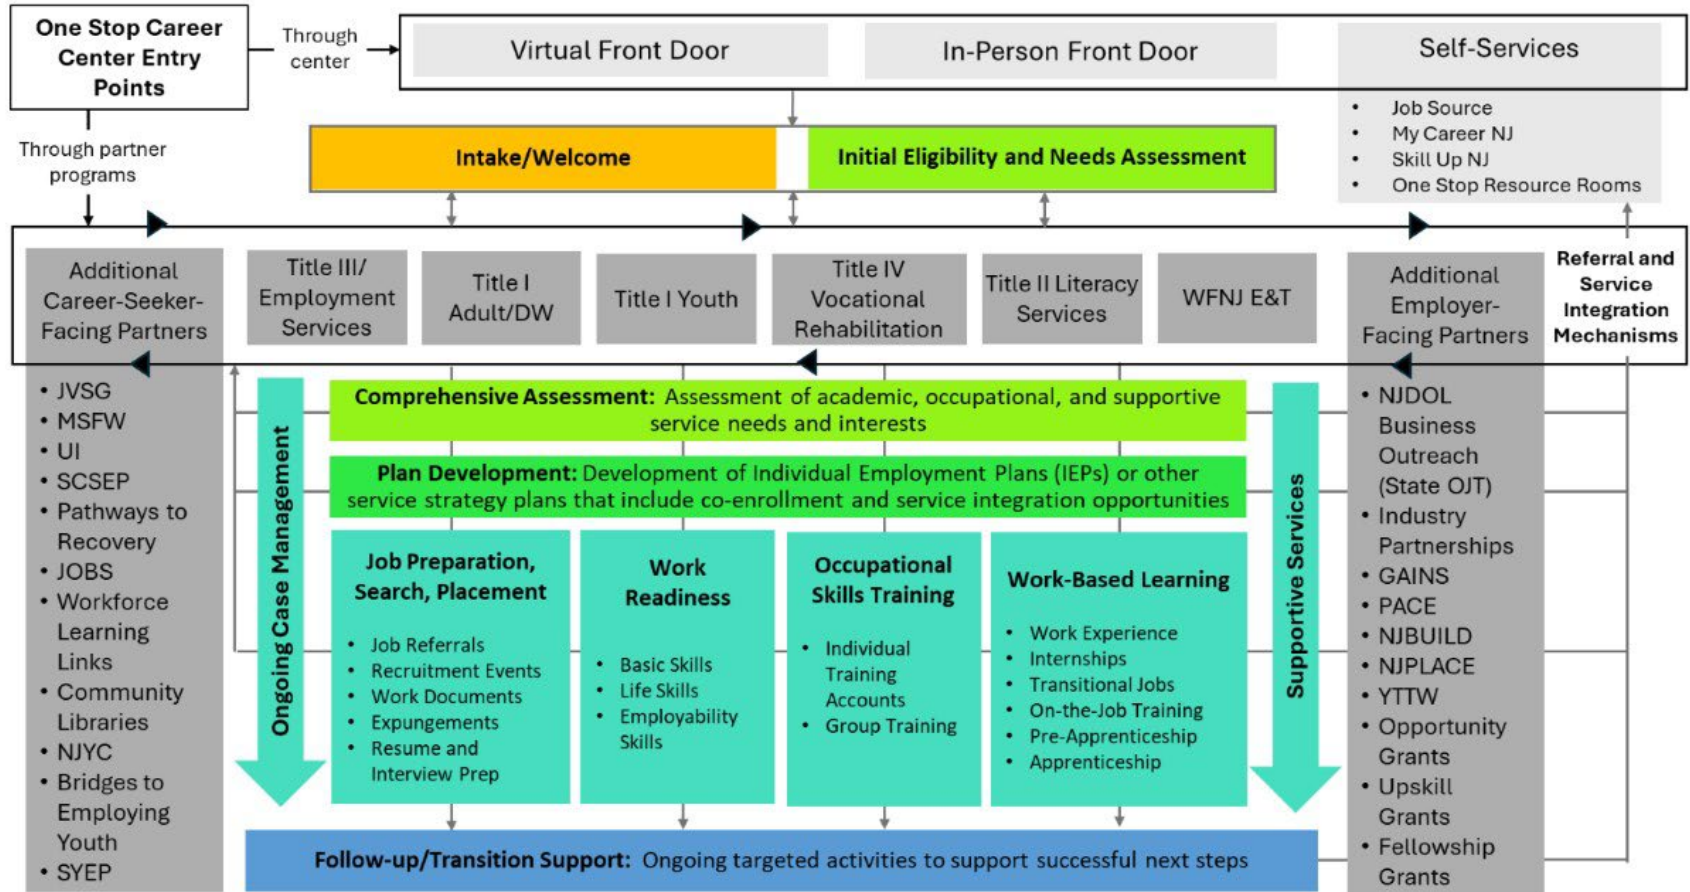 One Stop Career
Center Entry
Points
Through
center
Virtual Front Door
In-Person Front Door
Self-Services
• Job Source
• My Career NJ
• Skill Up NJ
• One Stop Resource Rooms
Through partner
programs
Intake/Welcome
Initial Eligibility and Needs Assessment
Additional
Career-Seeker-
Facing Partners
Title III/
Employment
Services
Title I
Adult/DW
Title I Youth
Title IV
Vocational
Rehabilitation
Title II Literacy
Services
WFNJ E&T
Additional
Employer-
Facing Partners
Referral and
Service
Integration
Mechanisms
• JVSG
• MSFW
• UI
• SCSEP
• Pathways to
Recovery
• JOBS
• Workforce
Learning
Links
• Community
Libraries
• NJYC
• Bridges to
Employing
Youth
• SYEP
Ongoing Case Management
Comprehensive Assessment: Assessment of academic, occupational, and supportive
service needs and interests
Plan Development: Development of Individual Employment Plans (IEPs) or other
service strategy plans that include co-enrollment and service integration opportunities
Job Preparation,
Search, Placement
• Job Referrals
• Recruitment Events
• Work Documents
• Expungements
• Resume and
Interview Prep
Work
Readiness
• Basic Skills
• Life Skills
• Employability
Skills
Occupational
Skills Training
• Individual
Training
Accounts
• Group Training
Work-Based Learning
• Work Experience
• Internships
• Transitional Jobs
• On-the-Job Training
• Pre-Apprenticeship
• Apprenticeship
Supportive Services
• NJDOL
Business
Outreach
(State OJT)
• Industry
Partnerships
• GAINS
• PACE
• NJBUILD
• NJPLACE
• YTTW
• Opportunity
Grants
• Upskill
Grants
• Fellowship
Grants
Follow-up/Transition Support: Ongoing targeted activities to support successful next steps